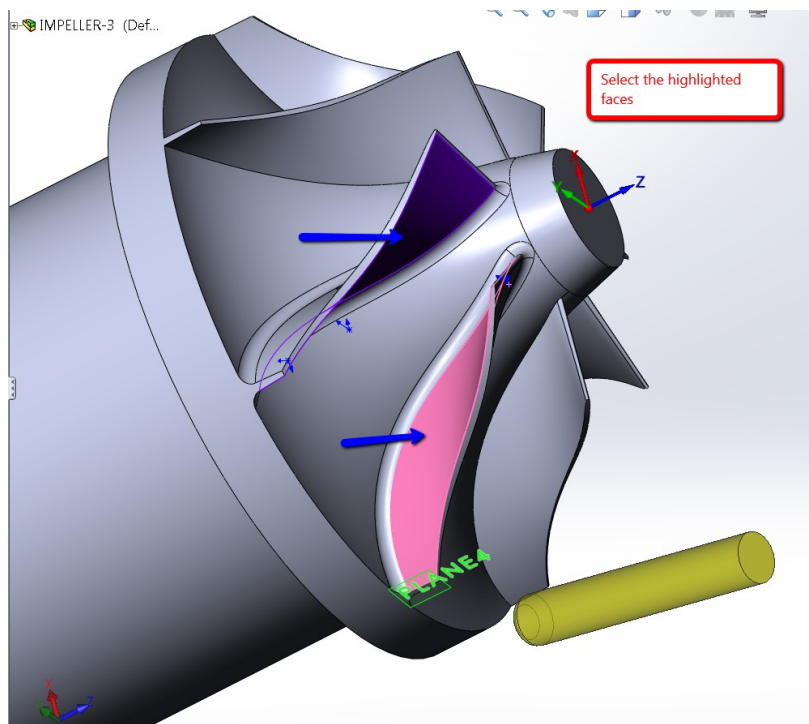 IMPELLER-3 (Def...
Select the highlighted
faces
X
Y
Z
PLANE4
X
Z